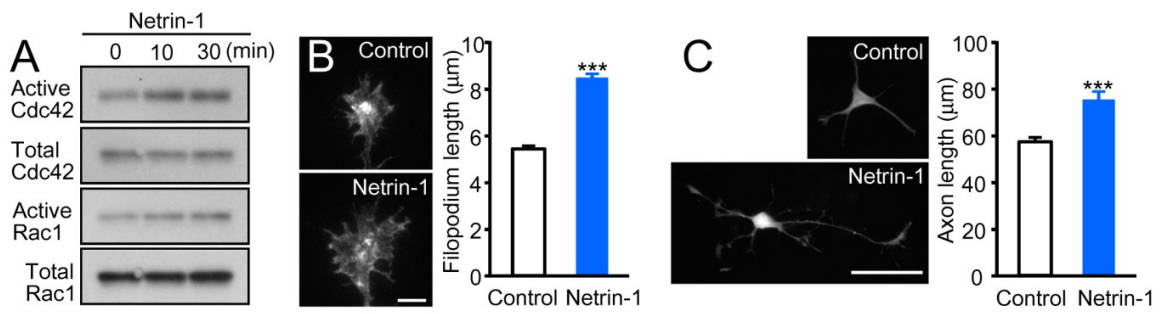 A
Netrin-1
0 10 30 (min)
Active
Cdc42
Total
Cdc42
Active
Rac1
Total
Rac1
B
Control
Netrin-1
Filopodium length (μm)
10
8
6
4
2
0
***
Control Netrin-1
C
Control
Netrin-1
Axon length (μm)
100
80
60
40
20
0
***
Control Netrin-1